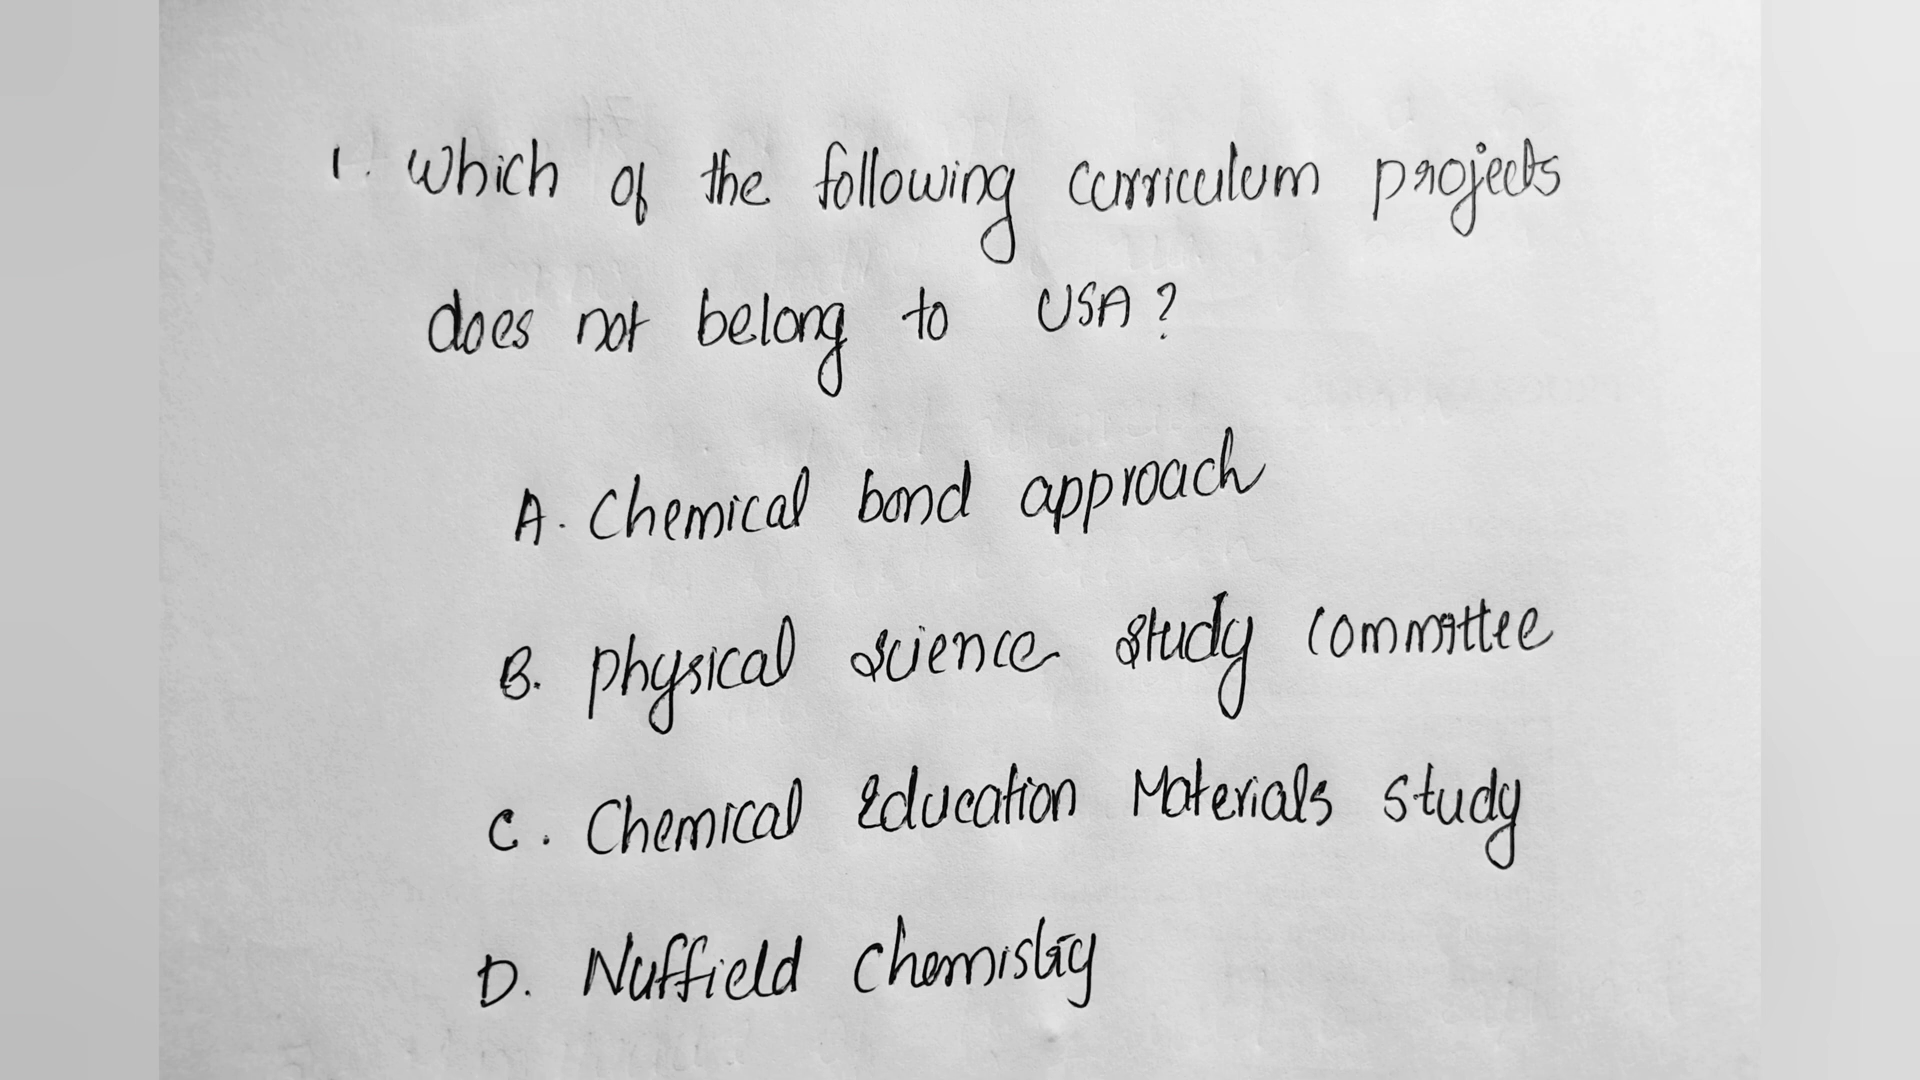 1. Which of the following curriculum projects
does not belong to USA?
A. Chemical bond approach
B. physical science study committee
C. Chemical Education Materials study
D. Nuffield Chemistry